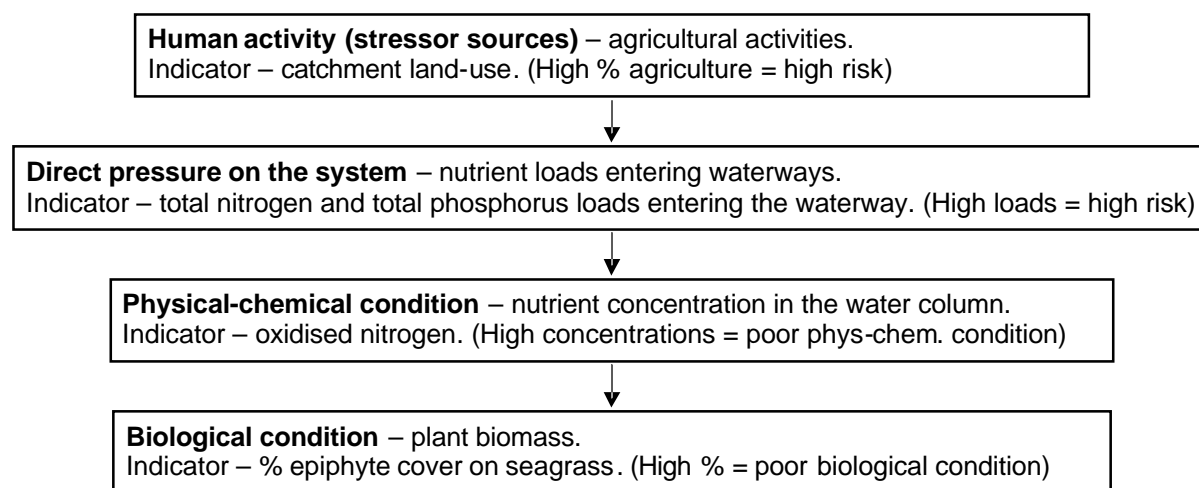 Human activity (stressor sources) – agricultural activities.
Indicator – catchment land-use. (High % agriculture = high risk)
Direct pressure on the system – nutrient loads entering waterways.
Indicator – total nitrogen and total phosphorus loads entering the waterway. (High loads = high risk)
Physical-chemical condition – nutrient concentration in the water column.
Indicator – oxidised nitrogen. (High concentrations = poor phys-chem. condition)
Biological condition – plant biomass.
Indicator – % epiphyte cover on seagrass. (High % = poor biological condition)